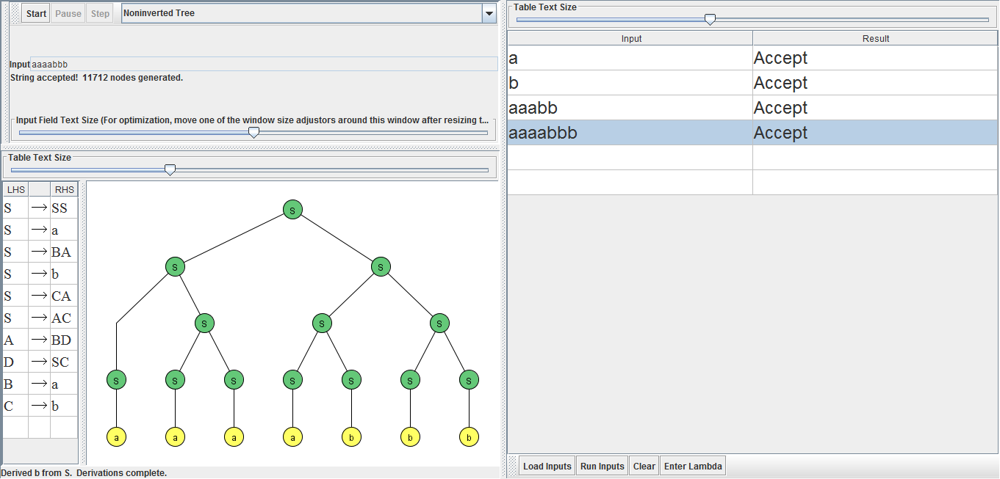 Start Pause Step Noninverted Tree
Input aaaabbb
String accepted! 11712 nodes generated.
Input Field Text Size (For optimization, move one of the window size adjustors around this window after resizing t...
Table Text Size
LHS RHS
S → SS
S → a
S → BA
S → b
S → CA
S → AC
A → BD
D → SC
B → a
C → b
S
S S
S S S
S S S S S S S
a a a a b b b
Derived b from S. Derivations complete.
Table Text Size
Input Result
a Accept
b Accept
aaabb Accept
aaaabbb Accept
Load Inputs Run Inputs Clear Enter Lambda